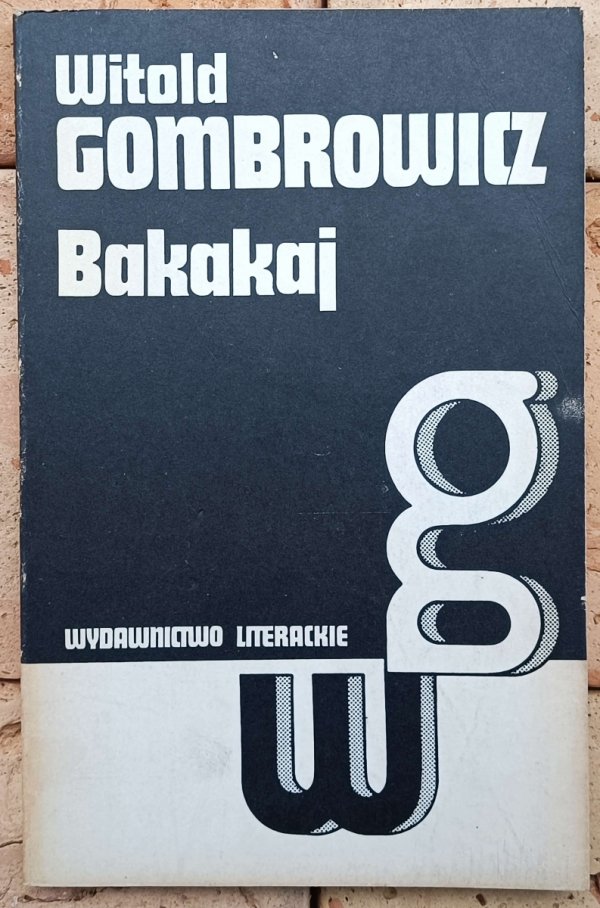 Witold
GOMBROWICZ
Bakakaj
WYDAWNICTWO LITERACKIE
g
w